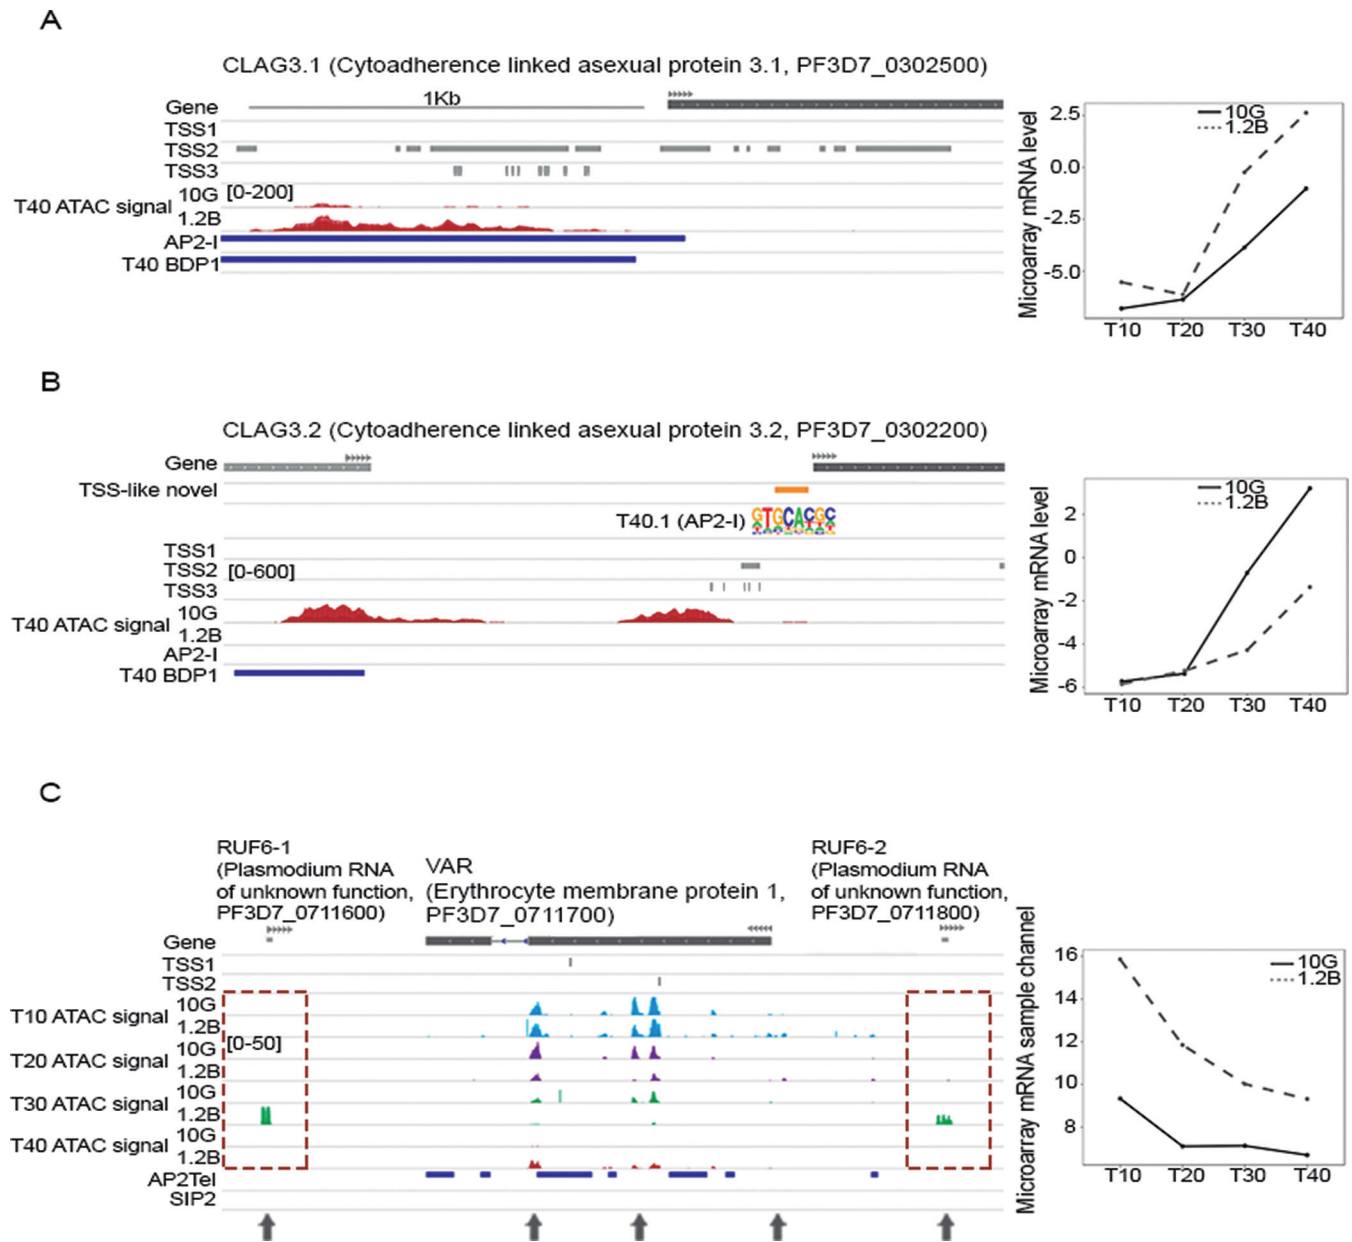 A
CLAG3.1 (Cytoadherence linked asexual protein 3.1, PF3D7_0302500)
Gene
1Kb
TSS1
TSS2
TSS3
T40 ATAC signal
10G
[0-200]
1.2B
AP2-I
T40 BDP1
Microarray mRNA level
2.5
0.0
-2.5
-5.0
10G
1.2B
T10
T20
T30
T40
B
CLAG3.2 (Cytoadherence linked asexual protein 3.2, PF3D7_0302200)
Gene
TSS-like novel
T40.1 (AP2-I)
GTGCACGC
TSS1
TSS2
[0-600]
TSS3
T40 ATAC signal
10G
1.2B
AP2-I
T40 BDP1
Microarray mRNA level
2
0
-2
-4
-6
10G
1.2B
T10
T20
T30
T40
C
RUF6-1
(Plasmodium RNA
of unknown function,
PF3D7_0711600)
VAR
(Erythrocyte membrane protein 1,
PF3D7_0711700)
RUF6-2
(Plasmodium RNA
of unknown function,
PF3D7_0711800)
Gene
TSS1
TSS2
T10 ATAC signal
10G
1.2B
T20 ATAC signal
10G
[0-50]
1.2B
T30 ATAC signal
10G
1.2B
T40 ATAC signal
10G
1.2B
AP2Tel
SIP2
Microarray mRNA sample channel
16
14
12
10
8
10G
1.2B
T10
T20
T30
T40